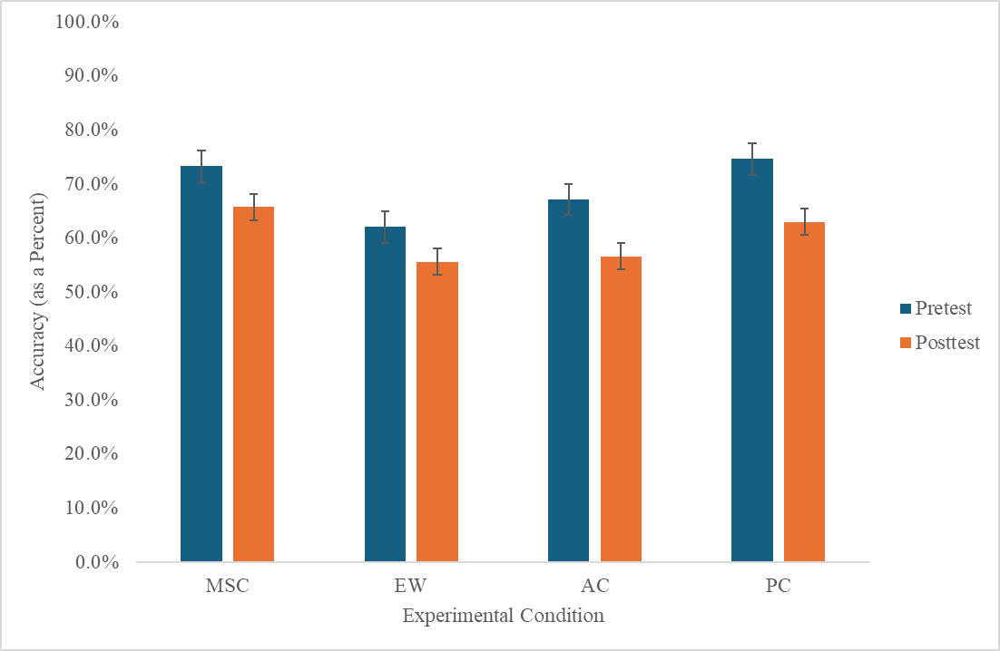 100.0%
90.0%
80.0%
70.0%
60.0%
50.0%
40.0%
30.0%
20.0%
10.0%
0.0%
Accuracy (as a Percent)
MSC EW AC PC
Experimental Condition
Pretest
Posttest